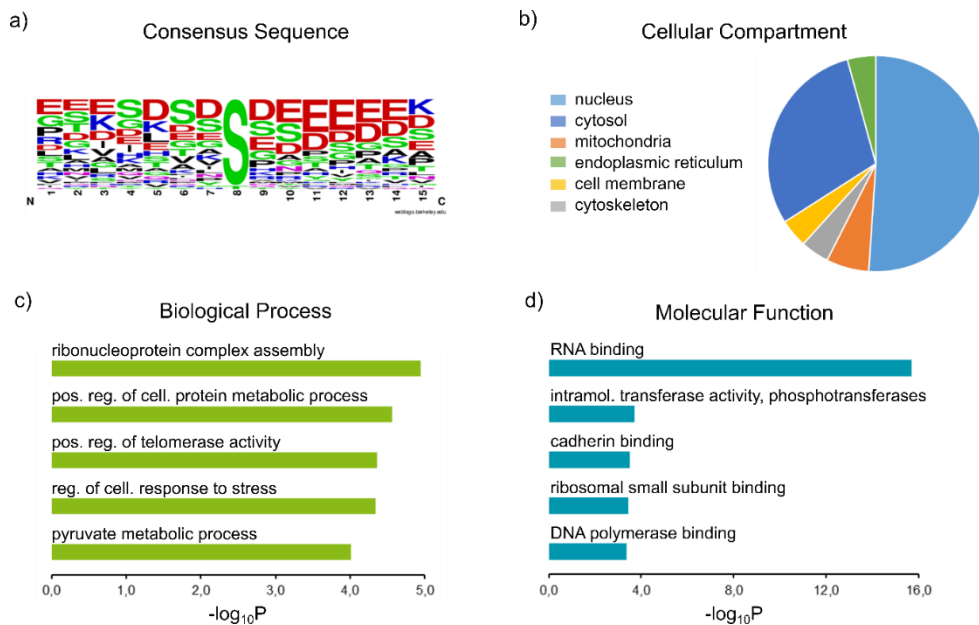 a)
Consensus Sequence
N
1 2 3 4 5 6 7 8 9 10 11 12 13 14 15
C
weblogo.berkeley.edu
b)
Cellular Compartment
nucleus
cytosol
mitochondria
endoplasmic reticulum
cell membrane
cytoskeleton
c)
Biological Process
ribonucleoprotein complex assembly
pos. reg. of cell. protein metabolic process
pos. reg. of telomerase activity
reg. of cell. response to stress
pyruvate metabolic process
0,0 1,0 2,0 3,0 4,0 5,0
-log₁₀P
d)
Molecular Function
RNA binding
intramol. transferase activity, phosphotransferases
cadherin binding
ribosomal small subunit binding
DNA polymerase binding
0,0 4,0 8,0 12,0 16,0
-log₁₀P